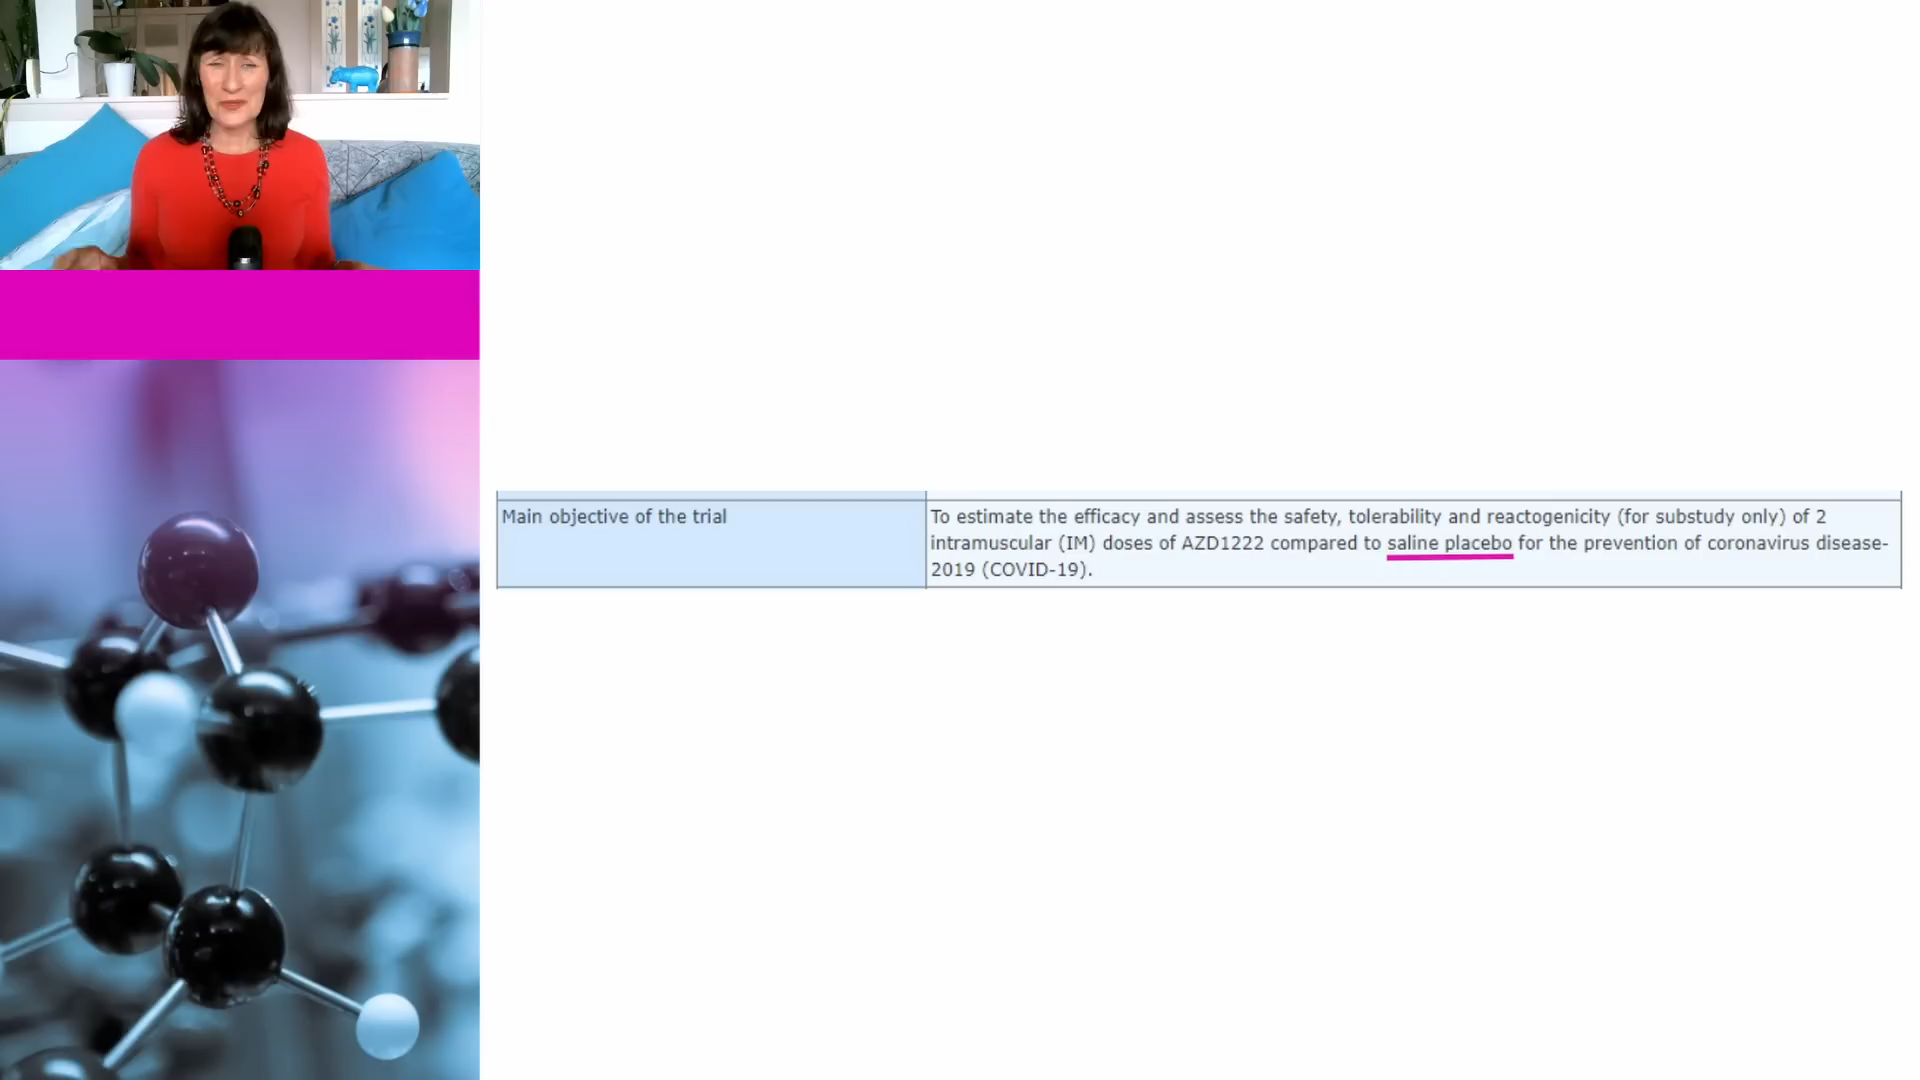 Main objective of the trial
To estimate the efficacy and assess the safety, tolerability and reactogenicity (for substudy only) of 2
intramuscular (IM) doses of AZD1222 compared to saline placebo for the prevention of coronavirus disease-
2019 (COVID-19).